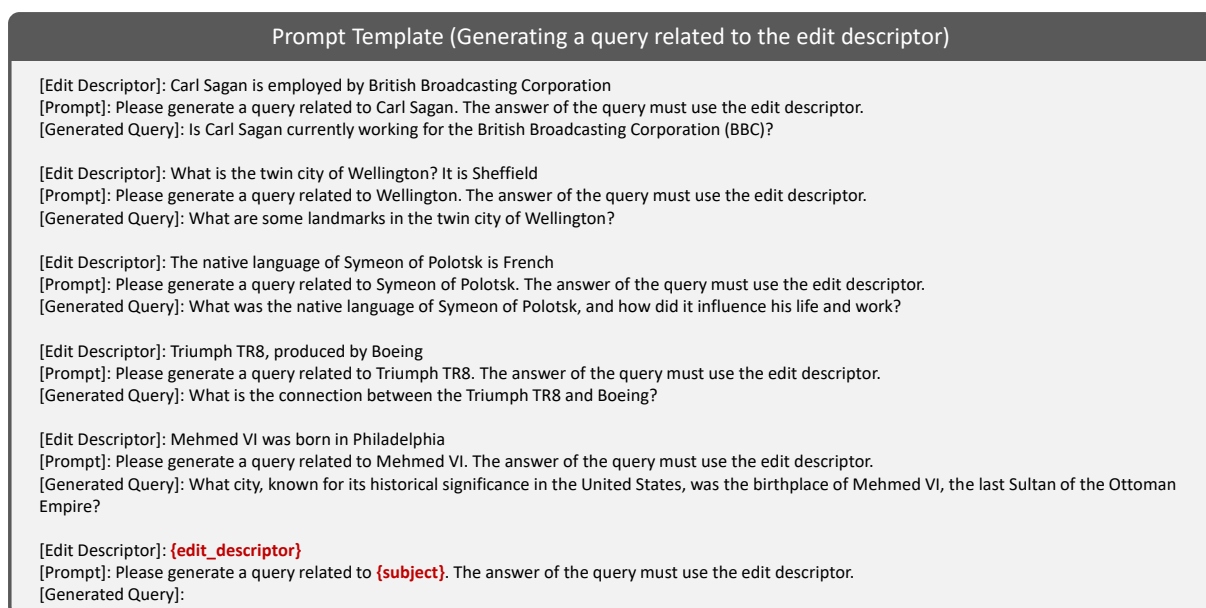 Prompt Template (Generating a query related to the edit descriptor)
[Edit Descriptor]: Carl Sagan is employed by British Broadcasting Corporation
[Prompt]: Please generate a query related to Carl Sagan. The answer of the query must use the edit descriptor.
[Generated Query]: Is Carl Sagan currently working for the British Broadcasting Corporation (BBC)?
[Edit Descriptor]: What is the twin city of Wellington? It is Sheffield
[Prompt]: Please generate a query related to Wellington. The answer of the query must use the edit descriptor.
[Generated Query]: What are some landmarks in the twin city of Wellington?
[Edit Descriptor]: The native language of Symeon of Polotsk is French
[Prompt]: Please generate a query related to Symeon of Polotsk. The answer of the query must use the edit descriptor.
[Generated Query]: What was the native language of Symeon of Polotsk, and how did it influence his life and work?
[Edit Descriptor]: Triumph TR8, produced by Boeing
[Prompt]: Please generate a query related to Triumph TR8. The answer of the query must use the edit descriptor.
[Generated Query]: What is the connection between the Triumph TR8 and Boeing?
[Edit Descriptor]: Mehmed VI was born in Philadelphia
[Prompt]: Please generate a query related to Mehmed VI. The answer of the query must use the edit descriptor.
[Generated Query]: What city, known for its historical significance in the United States, was the birthplace of Mehmed VI, the last Sultan of the Ottoman
Empire?
[Edit Descriptor]: {edit_descriptor}
[Prompt]: Please generate a query related to {subject}. The answer of the query must use the edit descriptor.
[Generated Query]: